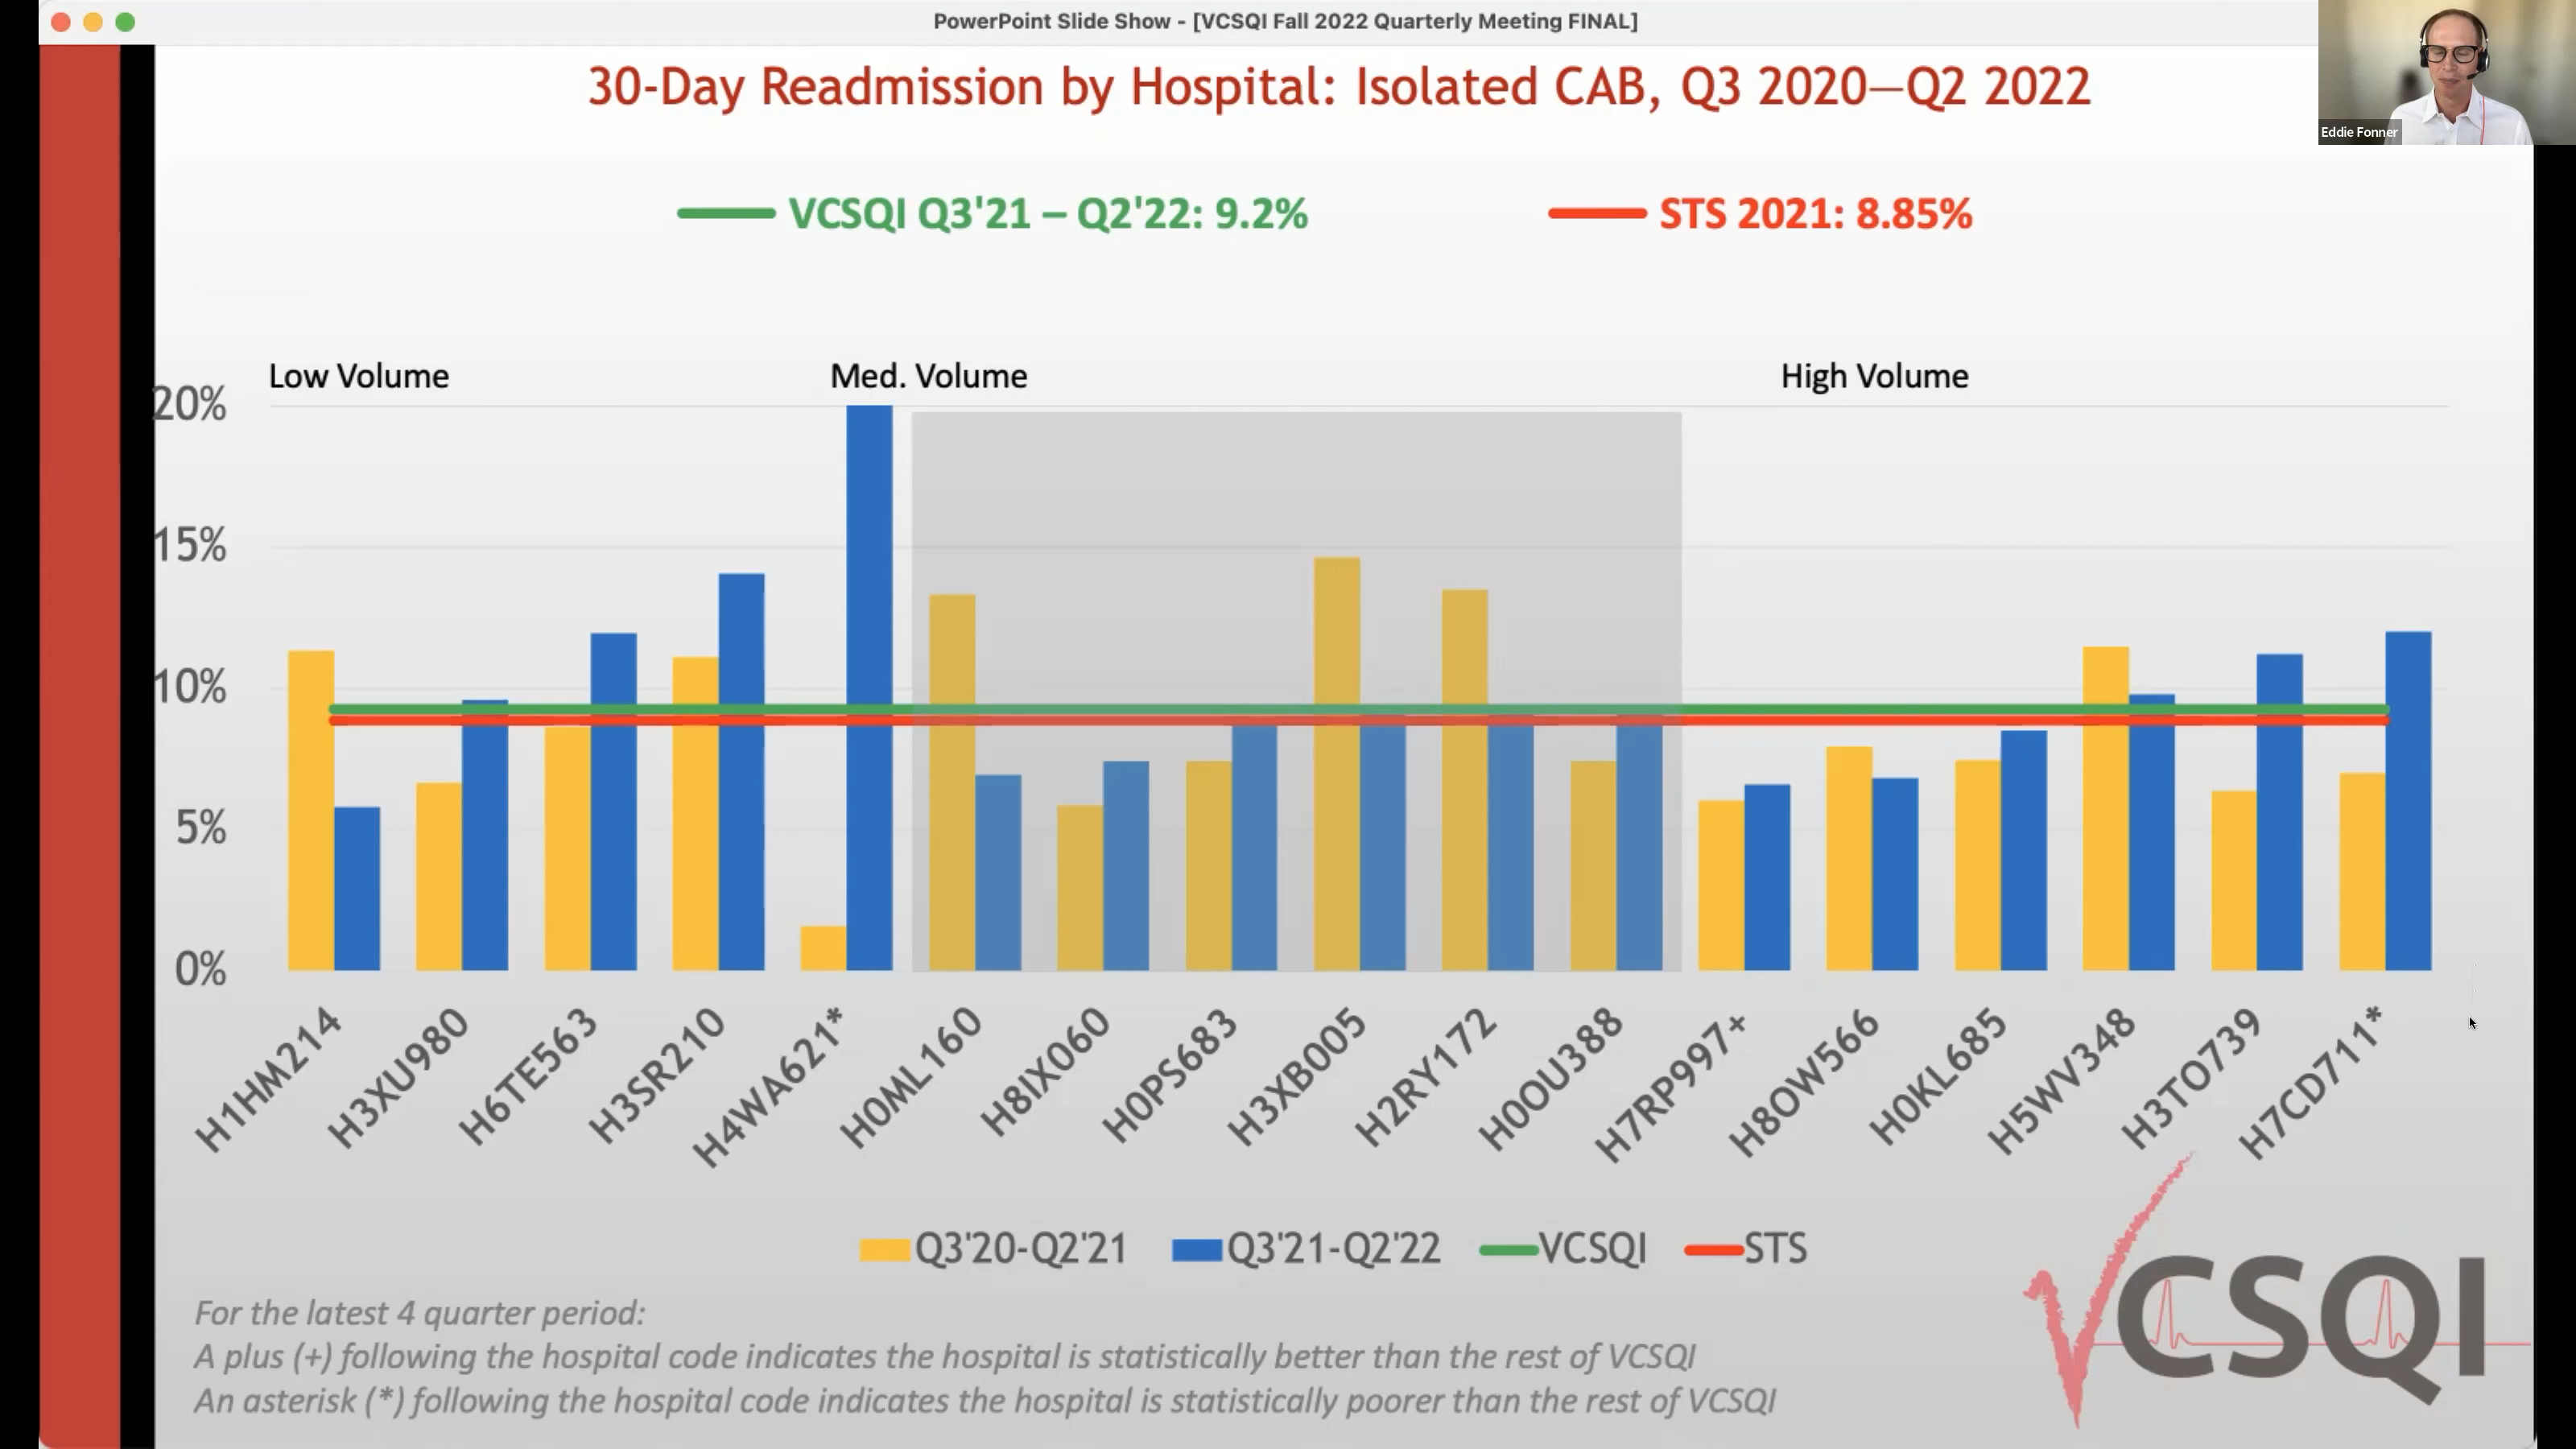 PowerPoint Slide Show - [VCSQI Fall 2022 Quarterly Meeting FINAL]
Eddie Fonner
30-Day Readmission by Hospital: Isolated CAB, Q3 2020—Q2 2022
VCSQI Q3'21 – Q2'22: 9.2%
STS 2021: 8.85%
Low Volume
Med. Volume
High Volume
20%
15%
10%
5%
0%
H1HM214
H3XU980
H6TE563
H3SR210
H4WA621*
H0ML160
H8IX060
H0PS683
H3XB005
H2RY172
H0OU388
H7RP997+
H8OW566
H0KL685
H5WV348
H3TO739
H7CD711*
Q3'20-Q2'21
Q3'21-Q2'22
VCSQI
STS
For the latest 4 quarter period:
A plus (+) following the hospital code indicates the hospital is statistically better than the rest of VCSQI
An asterisk (*) following the hospital code indicates the hospital is statistically poorer than the rest of VCSQI
VCSQI